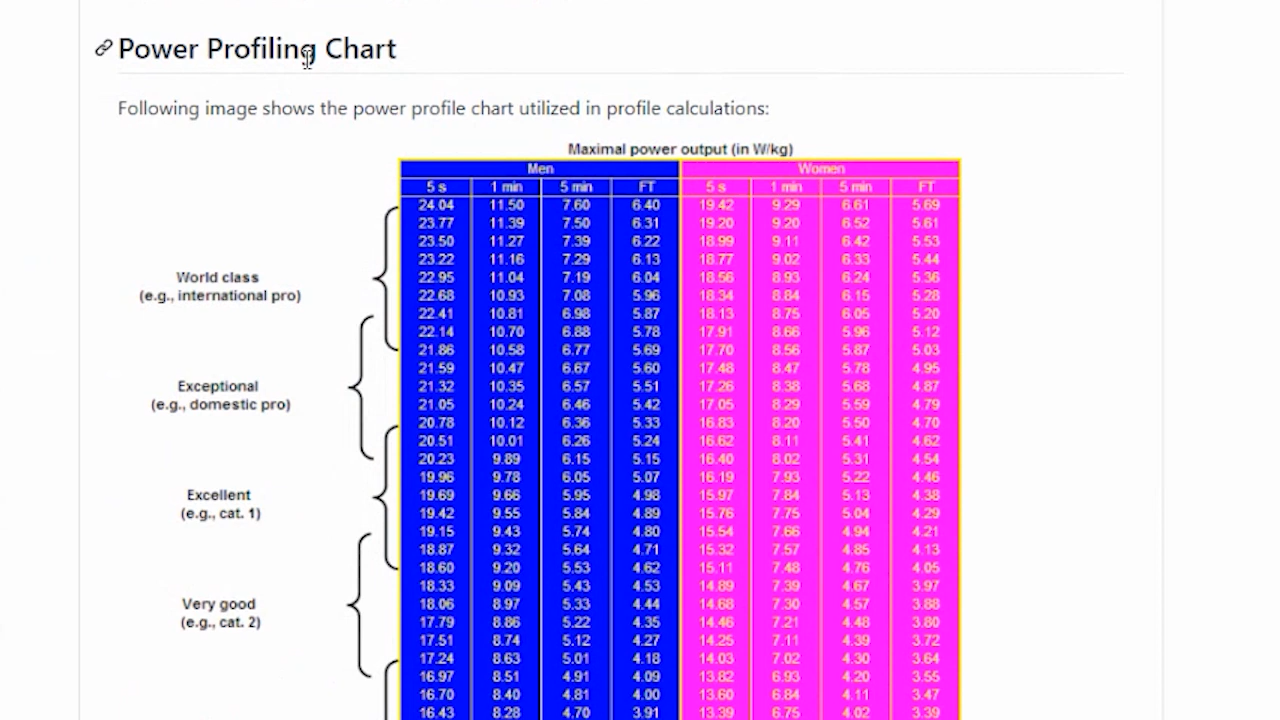 Power Profiling Chart
Following image shows the power profile chart utilized in profile calculations:
Maximal power output (in W/kg)
Men Women
5 s 1 min 5 min FT 5 s 1 min 5 min FT
24.04 11.50 7.60 6.40 19.42 9.29 6.61 5.69
23.77 11.39 7.50 6.31 19.20 9.20 6.52 5.61
23.50 11.27 7.39 6.22 18.99 9.11 6.42 5.53
23.22 11.16 7.29 6.13 18.77 9.02 6.33 5.44
World class
22.95 11.04 7.19 6.04 18.56 8.93 6.24 5.36
(e.g., international pro)
22.68 10.93 7.08 5.96 18.34 8.84 6.15 5.28
22.41 10.81 6.98 5.87 18.13 8.75 6.05 5.20
22.14 10.70 6.88 5.78 17.91 8.66 5.96 5.12
21.86 10.58 6.77 5.69 17.70 8.56 5.87 5.03
21.59 10.47 6.67 5.60 17.48 8.47 5.78 4.95
Exceptional
21.32 10.35 6.57 5.51 17.26 8.38 5.68 4.87
(e.g., domestic pro)
21.05 10.24 6.46 5.42 17.05 8.29 5.59 4.79
20.78 10.12 6.36 5.33 16.83 8.20 5.50 4.70
20.51 10.01 6.26 5.24 16.62 8.11 5.41 4.62
20.23 9.89 6.15 5.15 16.40 8.02 5.31 4.54
19.96 9.78 6.05 5.07 16.19 7.93 5.22 4.46
Excellent
19.69 9.66 5.95 4.98 15.97 7.84 5.13 4.38
(e.g., cat. 1)
19.42 9.55 5.84 4.89 15.76 7.75 5.04 4.29
19.15 9.43 5.74 4.80 15.54 7.66 4.94 4.21
18.87 9.32 5.64 4.71 15.32 7.57 4.85 4.13
18.60 9.20 5.53 4.62 15.11 7.48 4.76 4.05
18.33 9.09 5.43 4.53 14.89 7.39 4.67 3.97
Very good
18.06 8.97 5.33 4.44 14.68 7.30 4.57 3.88
(e.g., cat. 2)
17.79 8.86 5.22 4.35 14.46 7.21 4.48 3.80
17.51 8.74 5.12 4.27 14.25 7.11 4.39 3.72
17.24 8.63 5.01 4.18 14.03 7.02 4.30 3.64
16.97 8.51 4.91 4.09 13.82 6.93 4.20 3.55
16.70 8.40 4.81 4.00 13.60 6.84 4.11 3.47
16.43 8.28 4.70 3.91 13.39 6.75 4.02 3.39